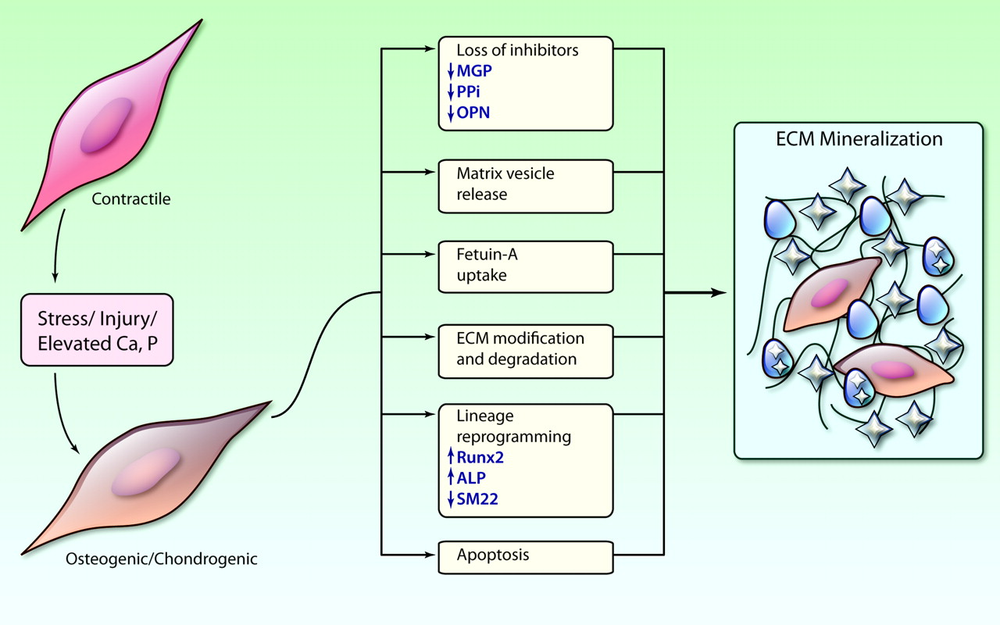 Contractile
Stress/ Injury/
Elevated Ca, P
Osteogenic/Chondrogenic
Loss of inhibitors
↓MGP
↓PPi
↓OPN
Matrix vesicle
release
Fetuin-A
uptake
ECM modification
and degradation
Lineage
reprogramming
↑Runx2
↑ALP
↓SM22
Apoptosis
ECM Mineralization